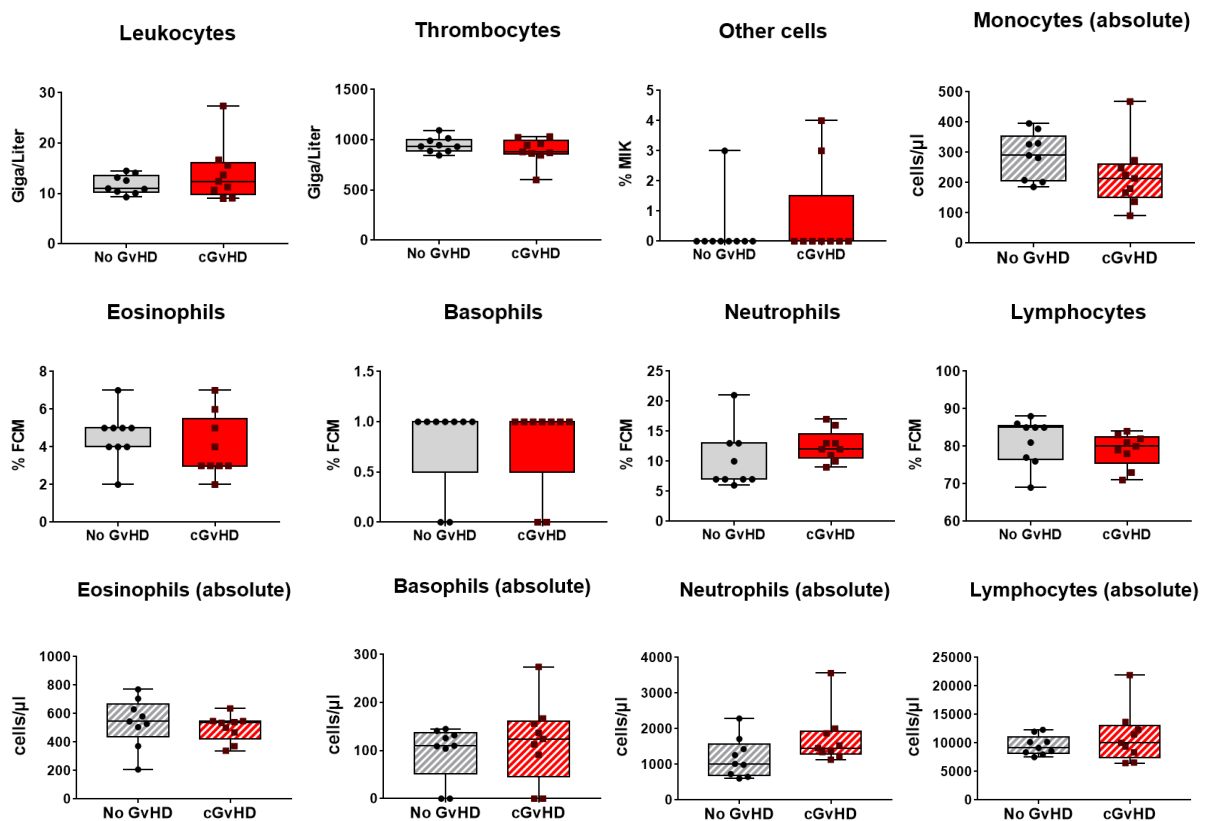 Leukocytes
Giga/Liter
30
20
10
0
No GvHD cGvHD
Thrombocytes
Giga/Liter
1500
1000
500
0
No GvHD cGvHD
Other cells
% MIK
5
4
3
2
1
0
No GvHD cGvHD
Monocytes (absolute)
cells/µl
500
400
300
200
100
0
No GvHD cGvHD
Eosinophils
% FCM
8
6
4
2
0
No GvHD cGvHD
Basophils
% FCM
1.5
1.0
0.5
0.0
No GvHD cGvHD
Neutrophils
% FCM
25
20
15
10
5
0
No GvHD cGvHD
Lymphocytes
% FCM
100
90
80
70
60
No GvHD cGvHD
Eosinophils (absolute)
cells/µl
1000
800
600
400
200
0
No GvHD cGvHD
Basophils (absolute)
cells/µl
300
200
100
0
No GvHD cGvHD
Neutrophils (absolute)
cells/µl
4000
3000
2000
1000
0
No GvHD cGvHD
Lymphocytes (absolute)
cells/µl
25000
20000
15000
10000
5000
0
No GvHD cGvHD